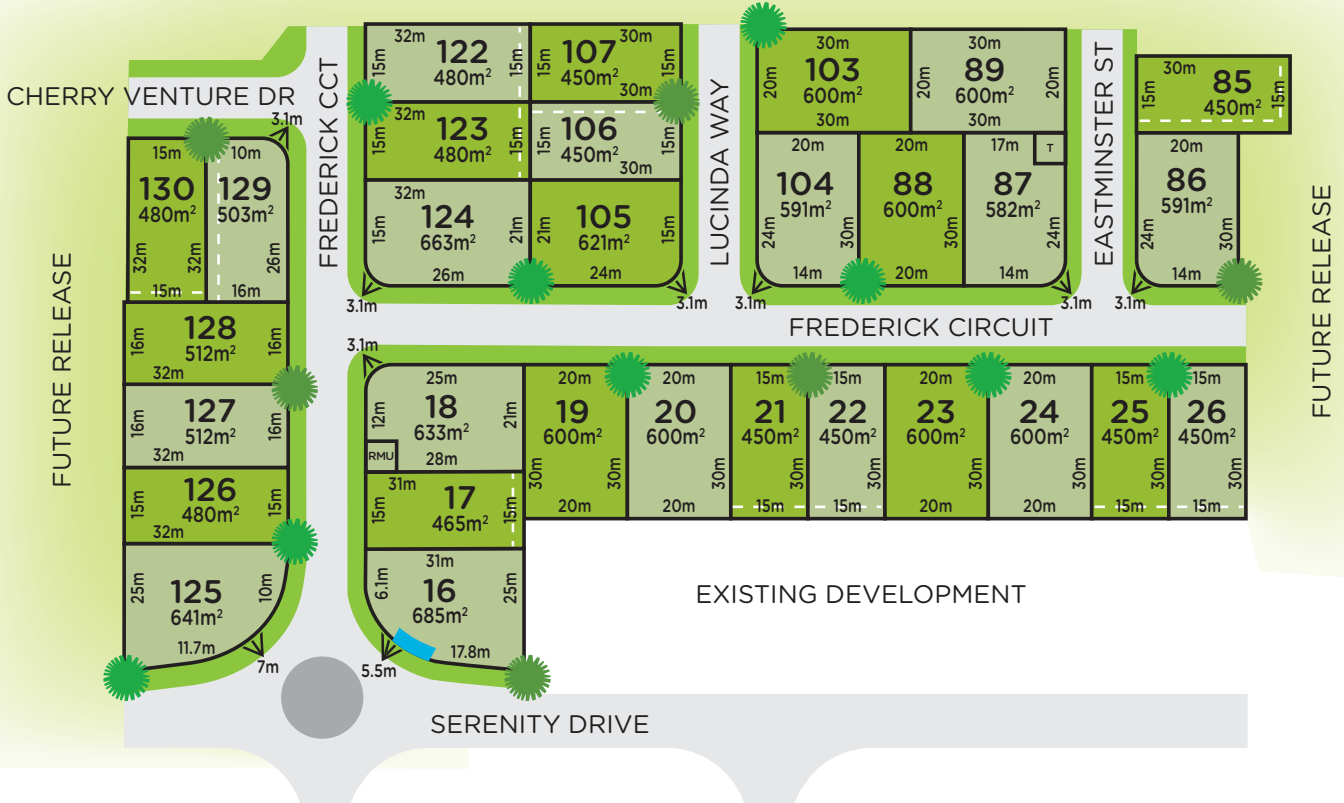 CHERRY VENTURE DR
FREDERICK CCT
LUCINDA WAY
EASTMINSTER ST
FREDERICK CIRCUIT
SERENITY DRIVE
EXISTING DEVELOPMENT
FUTURE RELEASE
FUTURE RELEASE
3.1m
15m
130
480m²
32m
32m
15m
10m
129
503m²
26m
16m
128
512m²
16m
16m
32m
127
512m²
16m
16m
32m
126
480m²
15m
15m
32m
125
641m²
25m
10m
11.7m
7m
32m
122
480m²
15m
15m
30m
107
450m²
15m
15m
30m
32m
123
480m²
15m
15m
106
450m²
15m
15m
30m
32m
124
663m²
15m
21m
26m
3.1m
105
621m²
21m
15m
24m
3.1m
30m
103
600m²
20m
30m
30m
89
600m²
20m
20m
30m
20m
104
591m²
24m
30m
14m
3.1m
20m
88
600m²
30m
20m
17m
T
87
582m²
24m
14m
3.1m
30m
85
450m²
15m
15m
20m
86
591m²
24m
30m
14m
3.1m
3.1m
25m
18
633m²
12m
21m
RMU
28m
31m
17
465m²
15m
15m
31m
16
685m²
6.1m
25m
17.8m
5.5m
20m
19
600m²
30m
20m
20m
20
600m²
30m
20m
15m
21
450m²
30m
15m
15m
22
450m²
30m
15m
20m
23
600m²
30m
20m
20m
24
600m²
30m
20m
15m
25
450m²
30m
15m
15m
26
450m²
30m
15m